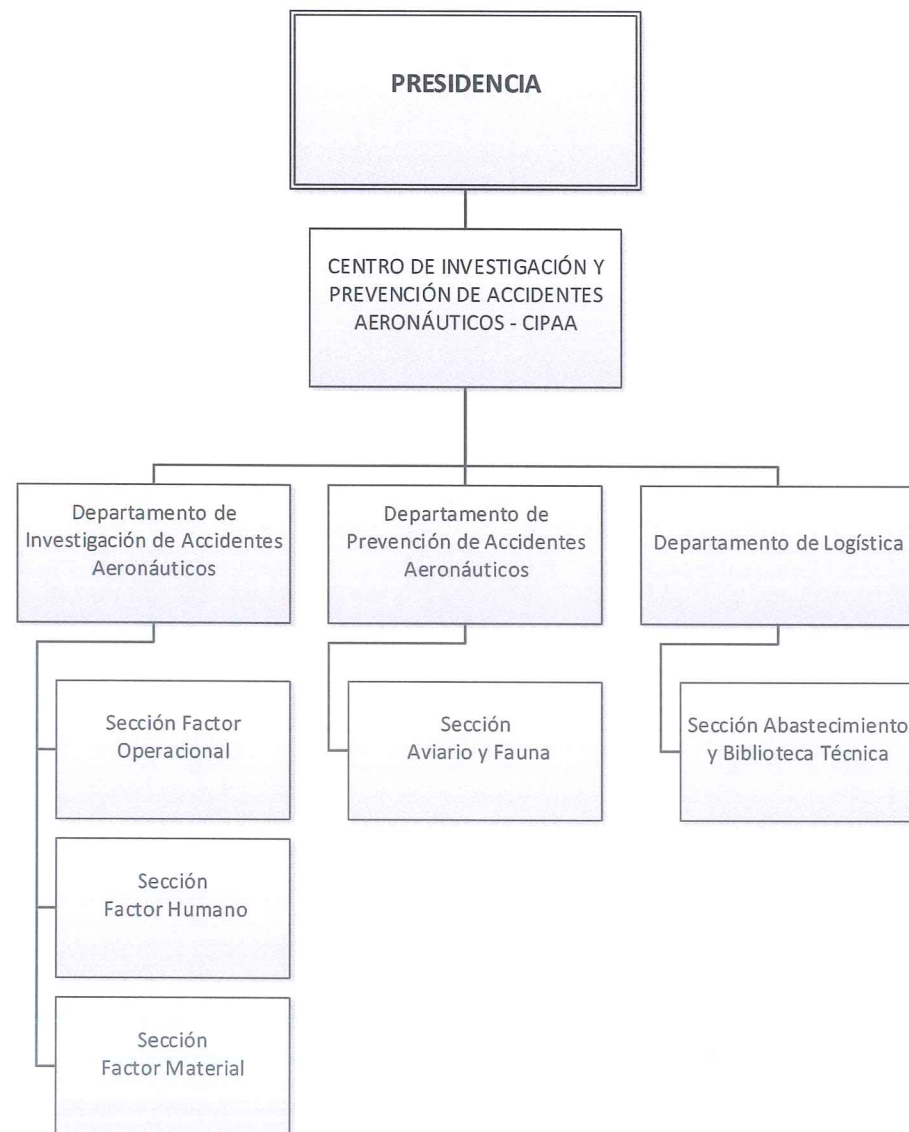 PRESIDENCIA
CENTRO DE INVESTIGACIÓN Y
PREVENCIÓN DE ACCIDENTES
AERONÁUTICOS - CIPAA
Departamento de
Investigación de Accidentes
Aeronáuticos
Departamento de
Prevención de Accidentes
Aeronáuticos
Departamento de Logística
Sección Factor
Operacional
Sección
Factor Humano
Sección
Factor Material
Sección
Aviario y Fauna
Sección Abastecimiento
y Biblioteca Técnica